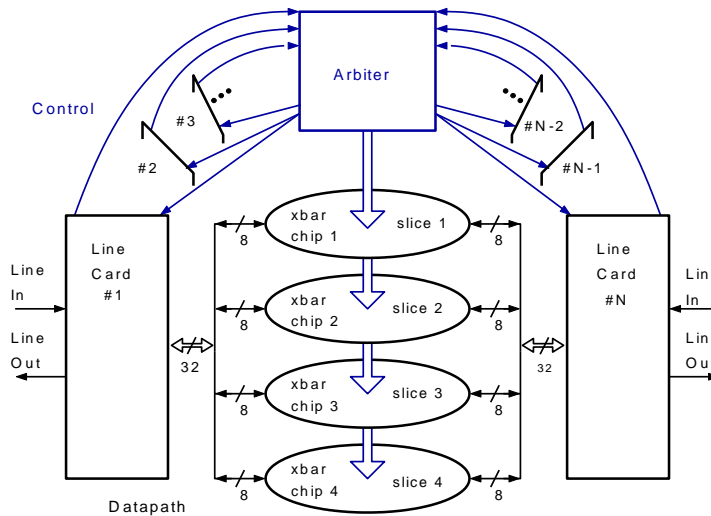 Arbiter
Control
#3
#2
#N-2
#N-1
xbar
chip 1
slice 1
8
8
Line
Card
#1
Line
Card
#N
Line
In
Lin
In
xbar
chip 2
slice 2
8
8
Line
Out
Lin
Ou
32
32
xbar
chip 3
slice 3
8
8
xbar
chip 4
slice 4
8
8
Datapath